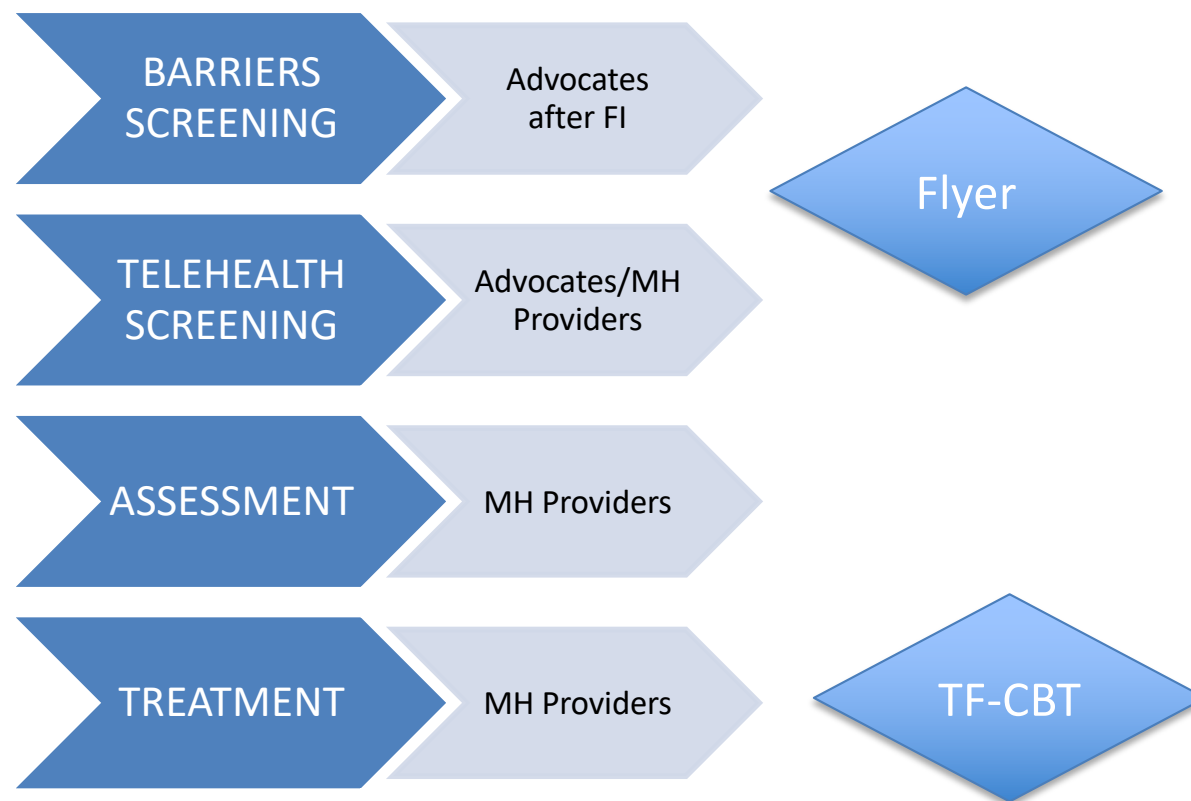 BARRIERS
SCREENING
Advocates
after FI
Flyer
TELEHEALTH
SCREENING
Advocates/MH
Providers
ASSESSMENT
MH Providers
TREATMENT
MH Providers
TF-CBT